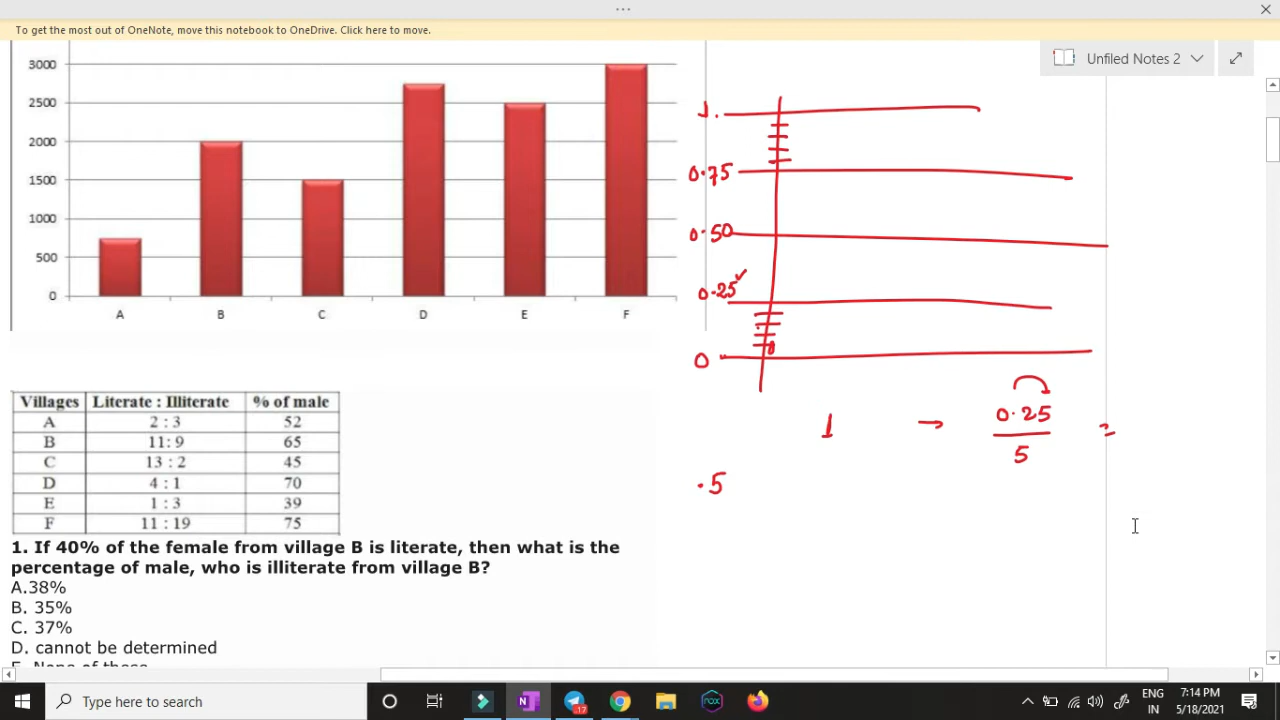 To get the most out of OneNote, move this notebook to OneDrive. Click here to move.
Unfiled Notes 2
3000
2500
2000
1500
1000
500
0
A B C D E F
1.
0.75
0.50
0.25
0
1 → 0.25/5 =
.5
Villages Literate : Illiterate % of male
A 2 : 3 52
B 11: 9 65
C 13 : 2 45
D 4 : 1 70
E 1 : 3 39
F 11 : 19 75
1. If 40% of the female from village B is literate, then what is the
percentage of male, who is illiterate from village B?
A.38%
B. 35%
C. 37%
D. cannot be determined
E. None of these
Type here to search
17
nox
ENG
IN
7:14 PM
5/18/2021